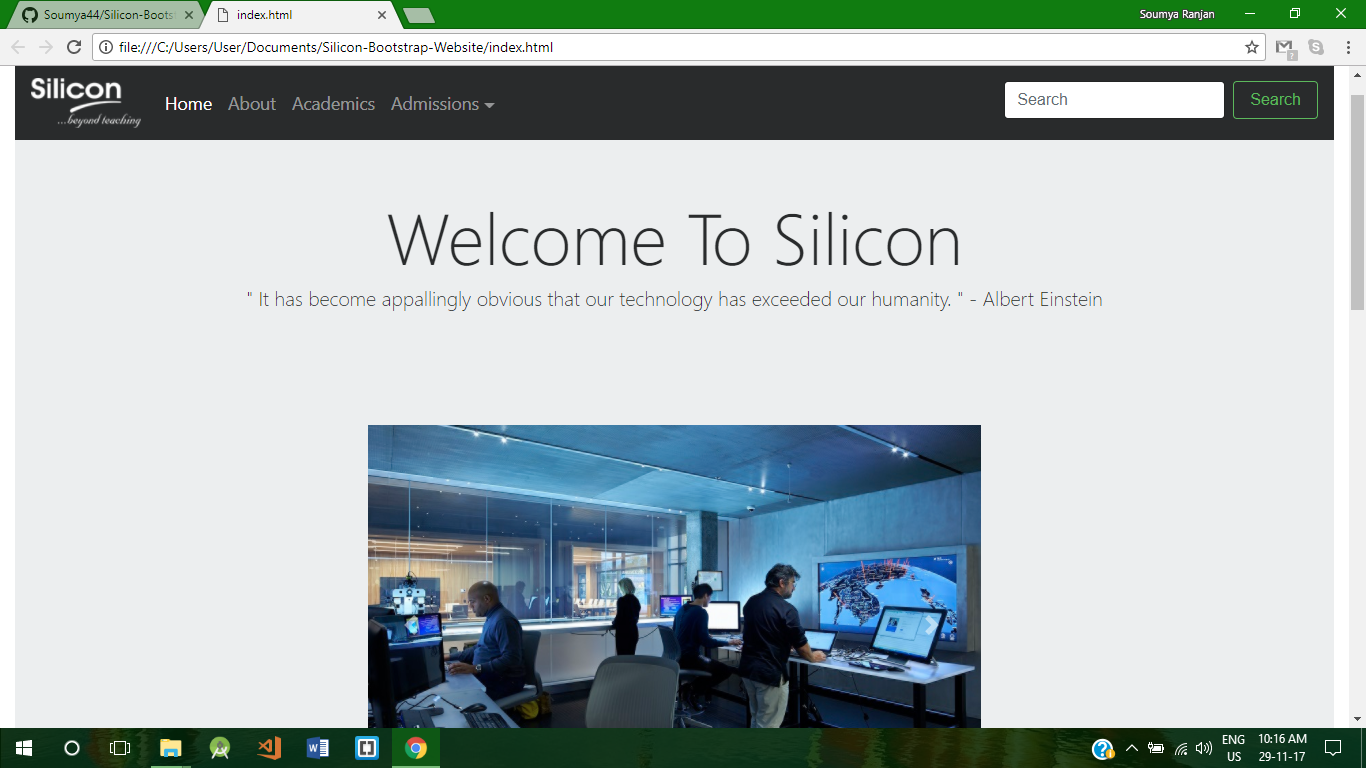 Soumya44/Silicon-Boots
index.html
Soumya Ranjan
file:///C:/Users/User/Documents/Silicon-Bootstrap-Website/index.html
Silicon
...beyond teaching
Home About Academics Admissions
Search Search
Welcome To Silicon
" It has become appallingly obvious that our technology has exceeded our humanity. " - Albert Einstein
ENG 10:16 AM
US 29-11-17